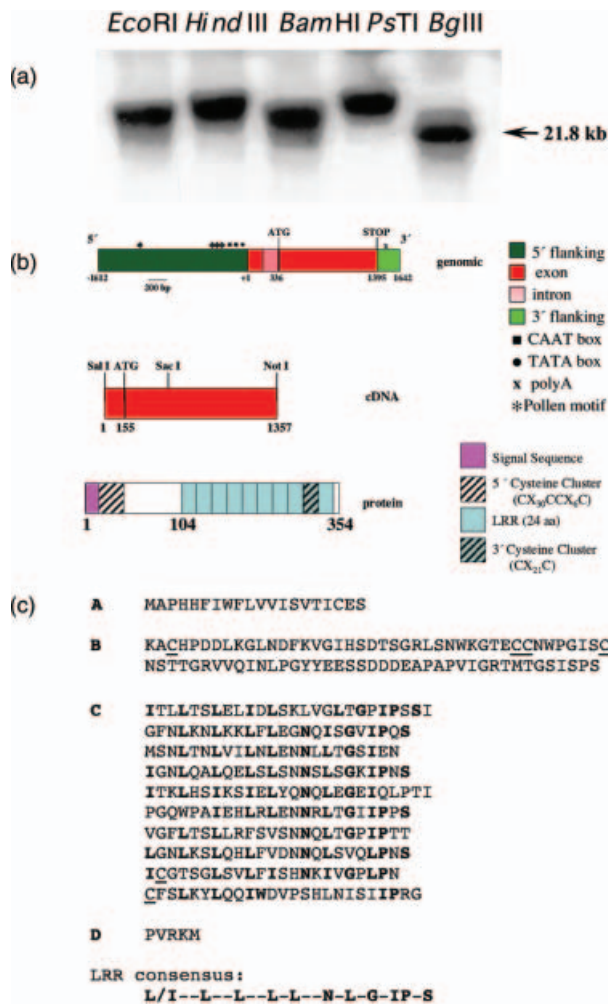 EcoRI Hind III BamHI PsTI BgIII
(a)
21.8 kb
(b)
5´
ATG
STOP
x
3´
genomic
-1612
200 bp
+1
336
1395
1642
5´ flanking
exon
intron
3´ flanking
■ CAAT box
● TATA box
x polyA
*Pollen motif
Sal I
ATG
Sac I
Not I
cDNA
1
155
1357
Signal Sequence
5´ Cysteine Cluster
(CX30CCX6C)
LRR (24 aa)
3´ Cysteine Cluster
(CX21C)
protein
1
104
354
(c)
A MAPHHFIWFLVVISVTICES
B KACHPDDLKGLNDFKVGIHSDTSGRLSNWKGTECCNWPGISC
NSTTGRVVQINLPGYYEESSDDDEAPAPVIGRTMTGSISPS
C ITLLTSLELIDLSKLVGLTGPIPSSI
GFNLKNLKKLFLEGNQISGVIPQS
MSNLTNLVILNLENNLLTGSIEN
IGNLQALQELSLSNNSLSGKIPNS
ITKLHSIKSIELYQNQLEGEIQLPTI
PGQWPAIEHLRLENNRLTGIIPPS
VGFLTSLLRFSVSNNQLTGPIPTT
LGNLKSLQHLFVDNNQLSVQLPNS
ICGTSGLSVLFISHNKIVGPLPN
CFSLKYLQQIWDVPSHLNISIIPRG
D PVRKM
LRR consensus:
L/I--L--L--L-L--N-L-G-IP-S